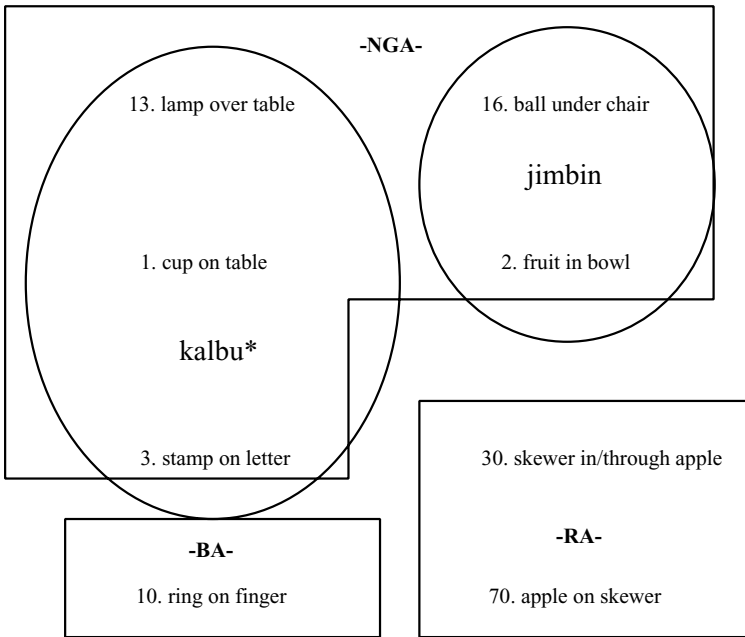 -NGA-
13. lamp over table
16. ball under chair
jimbin
1. cup on table
2. fruit in bowl
kalbu*
3. stamp on letter
30. skewer in/through apple
-BA-
-RA-
10. ring on finger
70. apple on skewer